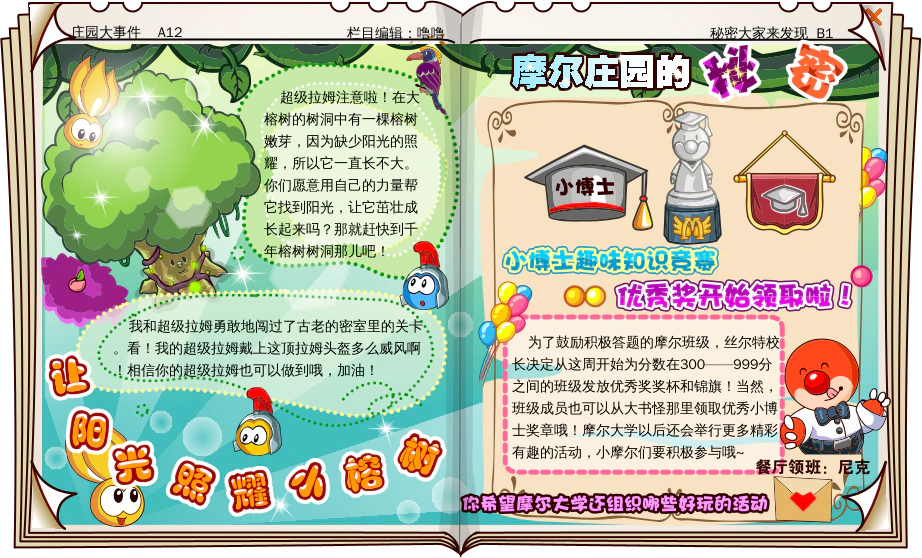 庄园大事件 A12
栏目编辑：噜噜
超级拉姆注意啦！在大
榕树的树洞中有一棵榕树
嫩芽，因为缺少阳光的照
耀，所以它一直长不大。
你们愿意用自己的力量帮
它找到阳光，让它茁壮成
长起来吗？那就赶快到千
年榕树树洞那儿吧！
我和超级拉姆勇敢地闯过了古老的密室里的关卡
。看！我的超级拉姆戴上这顶拉姆头盔多么威风啊
！相信你的超级拉姆也可以做到哦，加油！
让阳光照耀小榕树
秘密大家来发现 B1
摩尔庄园的秘密
小博士
小博士趣味知识竞赛
优秀奖开始领取啦！
为了鼓励积极答题的摩尔班级，丝尔特校
长决定从这周开始为分数在300——999分
之间的班级发放优秀奖奖杯和锦旗！当然，
班级成员也可以从大书怪那里领取优秀小博
士奖章哦！摩尔大学以后还会举行更多精彩
有趣的活动，小摩尔们要积极参与哦~
餐厅领班：尼克
你希望摩尔大学还组织哪些好玩的活动